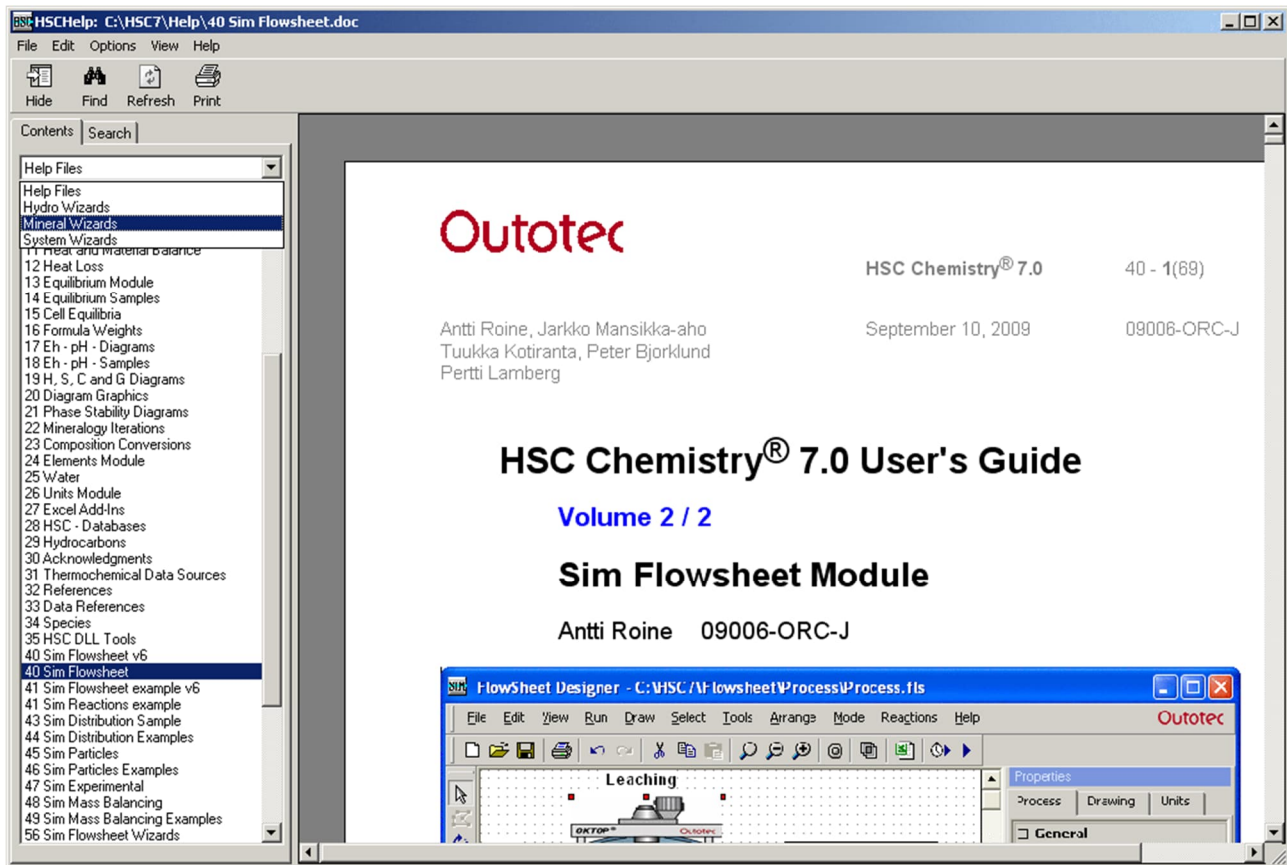 HSC HSCHelp: C:\HSC7\Help\40 Sim Flowsheet.doc
File Edit Options View Help
Hide Find Refresh Print
Contents Search
Help Files
Help Files
Hydro Wizards
Mineral Wizards
System Wizards
11 Heat and Material Balance
12 Heat Loss
13 Equilibrium Module
14 Equilibrium Samples
15 Cell Equilibria
16 Formula Weights
17 Eh - pH - Diagrams
18 Eh - pH - Samples
19 H, S, C and G Diagrams
20 Diagram Graphics
21 Phase Stability Diagrams
22 Mineralogy Iterations
23 Composition Conversions
24 Elements Module
25 Water
26 Units Module
27 Excel Add-Ins
28 HSC - Databases
29 Hydrocarbons
30 Acknowledgments
31 Thermochemical Data Sources
32 References
33 Data References
34 Species
35 HSC DLL Tools
40 Sim Flowsheet v6
40 Sim Flowsheet
41 Sim Flowsheet example v6
41 Sim Reactions example
43 Sim Distribution Sample
44 Sim Distribution Examples
45 Sim Particles
46 Sim Particles Examples
47 Sim Experimental
48 Sim Mass Balancing
49 Sim Mass Balancing Examples
56 Sim Flowsheet Wizards
Outotec
HSC Chemistry® 7.0 40 - 1(69)
Antti Roine, Jarkko Mansikka-aho September 10, 2009 09006-ORC-J
Tuukka Kotiranta, Peter Bjorklund
Pertti Lamberg
HSC Chemistry® 7.0 User's Guide
Volume 2 / 2
Sim Flowsheet Module
Antti Roine 09006-ORC-J
SIM FlowSheet Designer - C:\HSC7\Flowsheet\Process\Process.fls
File Edit View Run Draw Select Tools Arrange Mode Reactions Help Outotec
Leaching
OKTOP® Outotec
Properties
Process Drawing Units
General